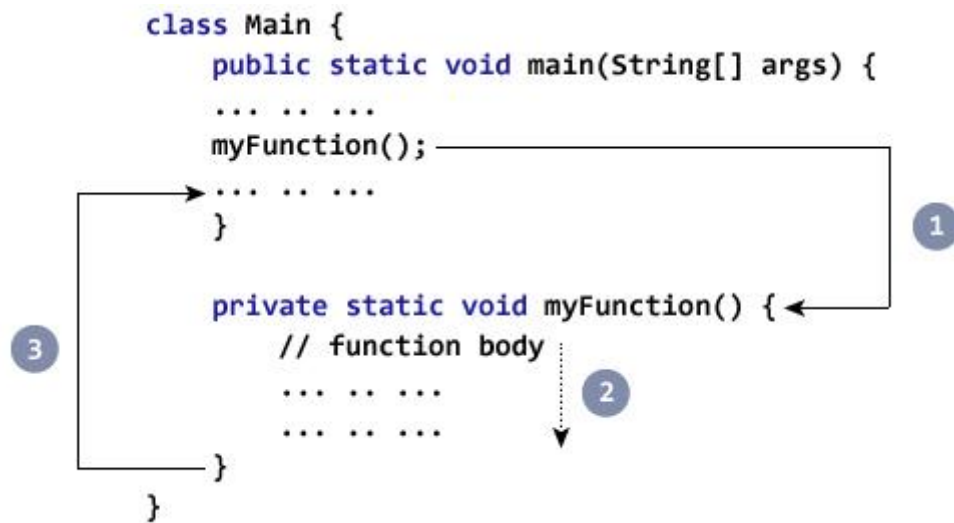 class Main {
public static void main(String[] args) {
... .. ...
myFunction();
... .. ...
}
1
private static void myFunction() {
// function body
3
... .. ...
2
... .. ...
}
}